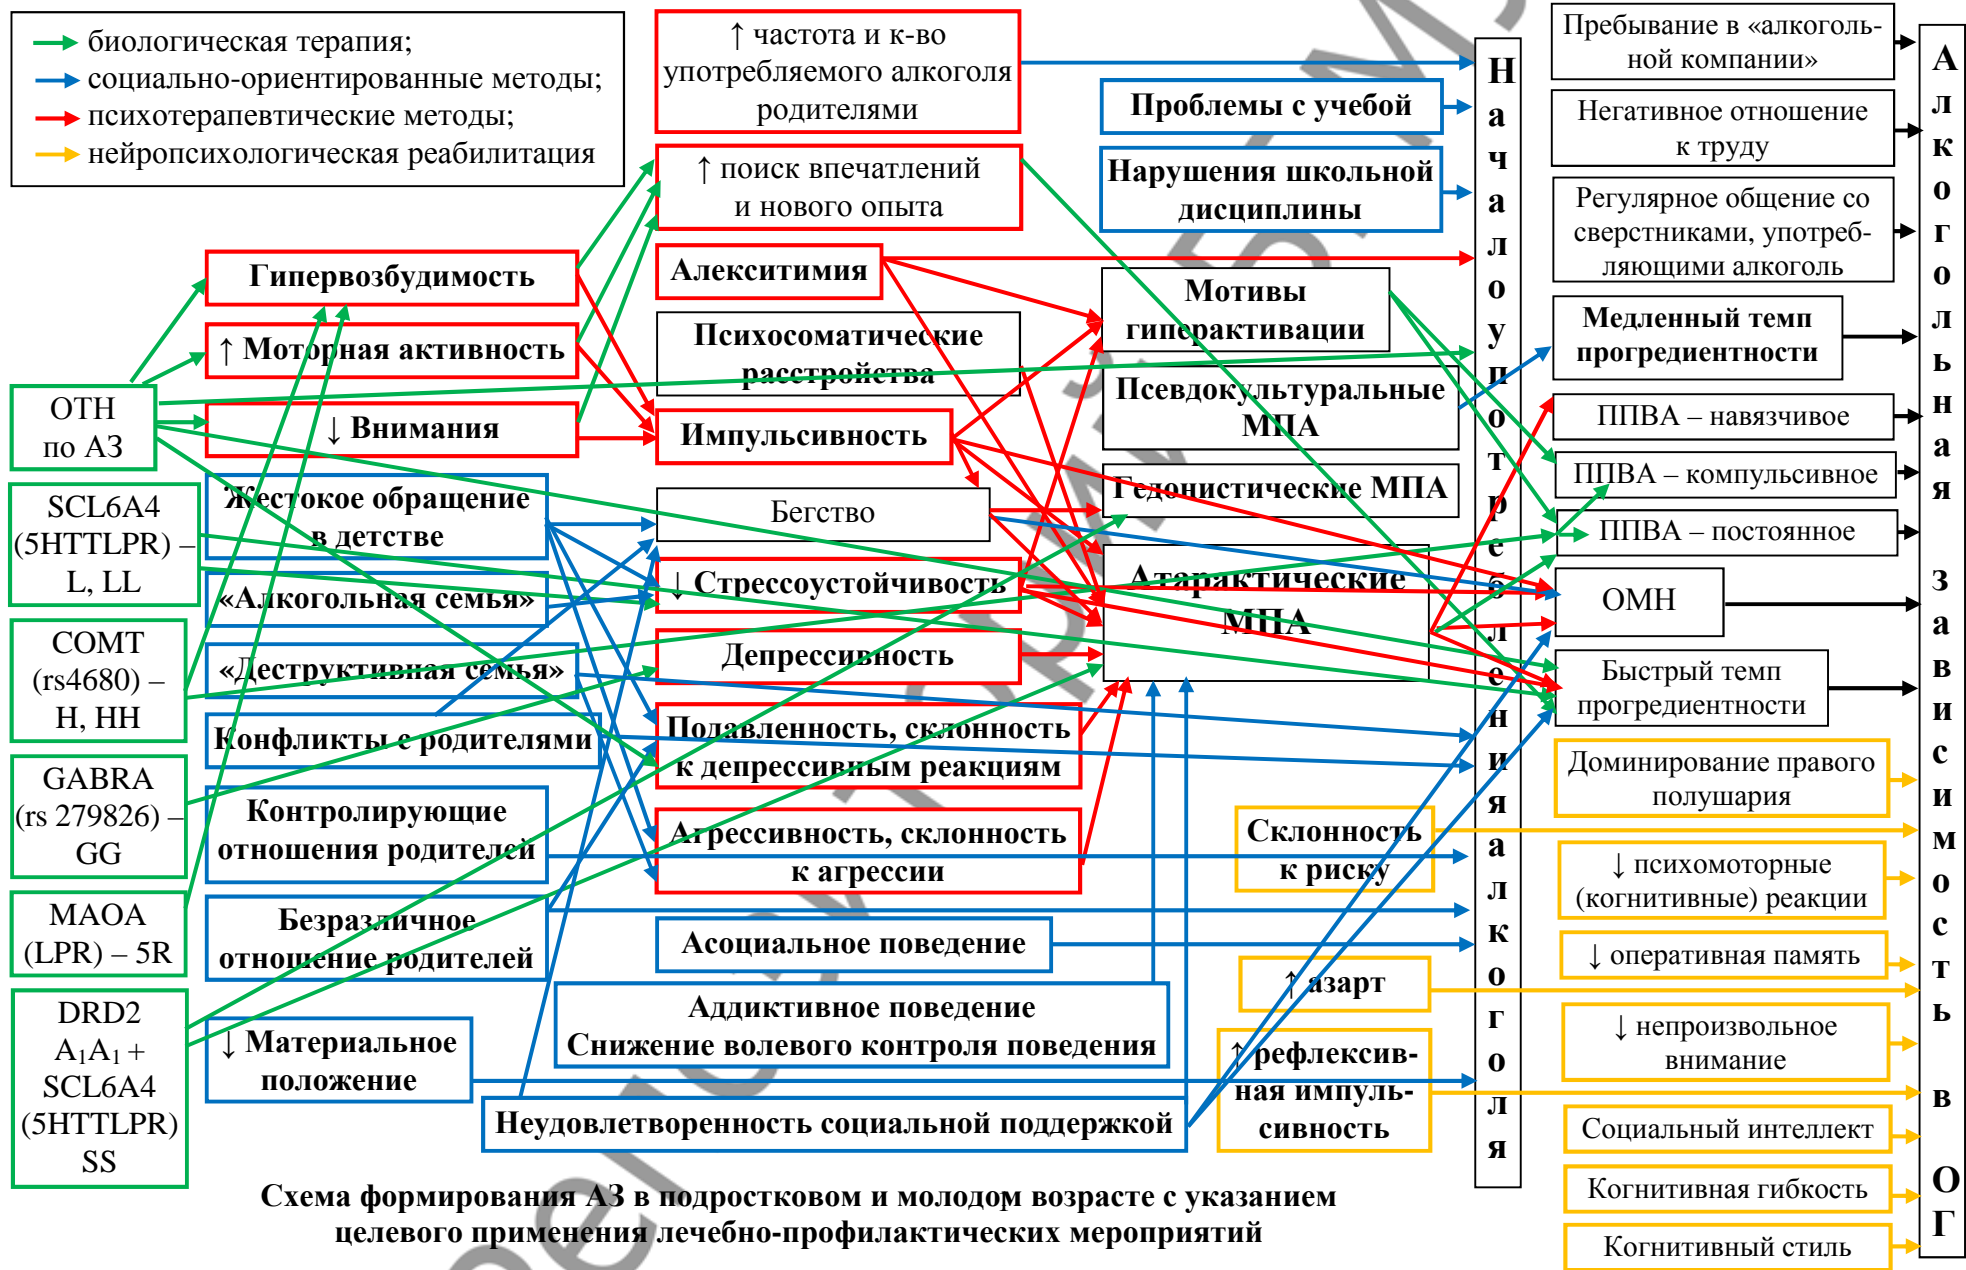 биологическая терапия;
социально-ориентированные методы;
психотерапевтические методы;
нейропсихологическая реабилитация
ОТН
по АЗ
SCL6A4
(5HTTLPR) –
L, LL
COMT
(rs4680) –
H, HH
GABRA
(rs 279826) –
GG
MAOA
(LPR) – 5R
DRD2
A₁A₁ +
SCL6A4
(5HTTLPR)
SS
Гипервозбудимость
↑ Моторная активность
↓ Внимания
Жестокое обращение
в детстве
«Алкогольная семья»
«Деструктивная семья»
Конфликты с родителями
Контролирующие
отношения родителей
Безразличное
отношение родителей
↓ Материальное
положение
↑ частота и к-во
употребляемого алкоголя
родителями
↑ поиск впечатлений
и нового опыта
Алекситимия
Психосоматические
расстройства
Импульсивность
Бегство
↓ Стрессоустойчивость
Депрессивность
Подавленность, склонность
к депрессивным реакциям
Агрессивность, склонность
к агрессии
Асоциальное поведение
Аддиктивное поведение
Снижение волевого контроля поведения
Неудовлетворенность социальной поддержкой
Проблемы с учебой
Нарушения школьной
дисциплины
Мотивы
гиперактивации
Псевдокультуральные
МПА
Гедонистические МПА
Атарактические
МПА
Склонность
к риску
↑ азарт
↑ рефлексив-
ная импуль-
сивность
Начало употребления алкоголя
Пребывание в «алкоголь-
ной компании»
Негативное отношение
к труду
Регулярное общение со
сверстниками, употреб-
ляющими алкоголь
Медленный темп
прогредиентности
ППВА – навязчивое
ППВА – компульсивное
ППВА – постоянное
ОМН
Быстрый темп
прогредиентности
Доминирование правого
полушария
↓ психомоторные
(когнитивные) реакции
↓ оперативная память
↓ непроизвольное
внимание
Социальный интеллект
Когнитивная гибкость
Когнитивный стиль
Алкогольная зависимость в ОГ
Схема формирования АЗ в подростковом и молодом возрасте с указанием
целевого применения лечебно-профилактических мероприятий